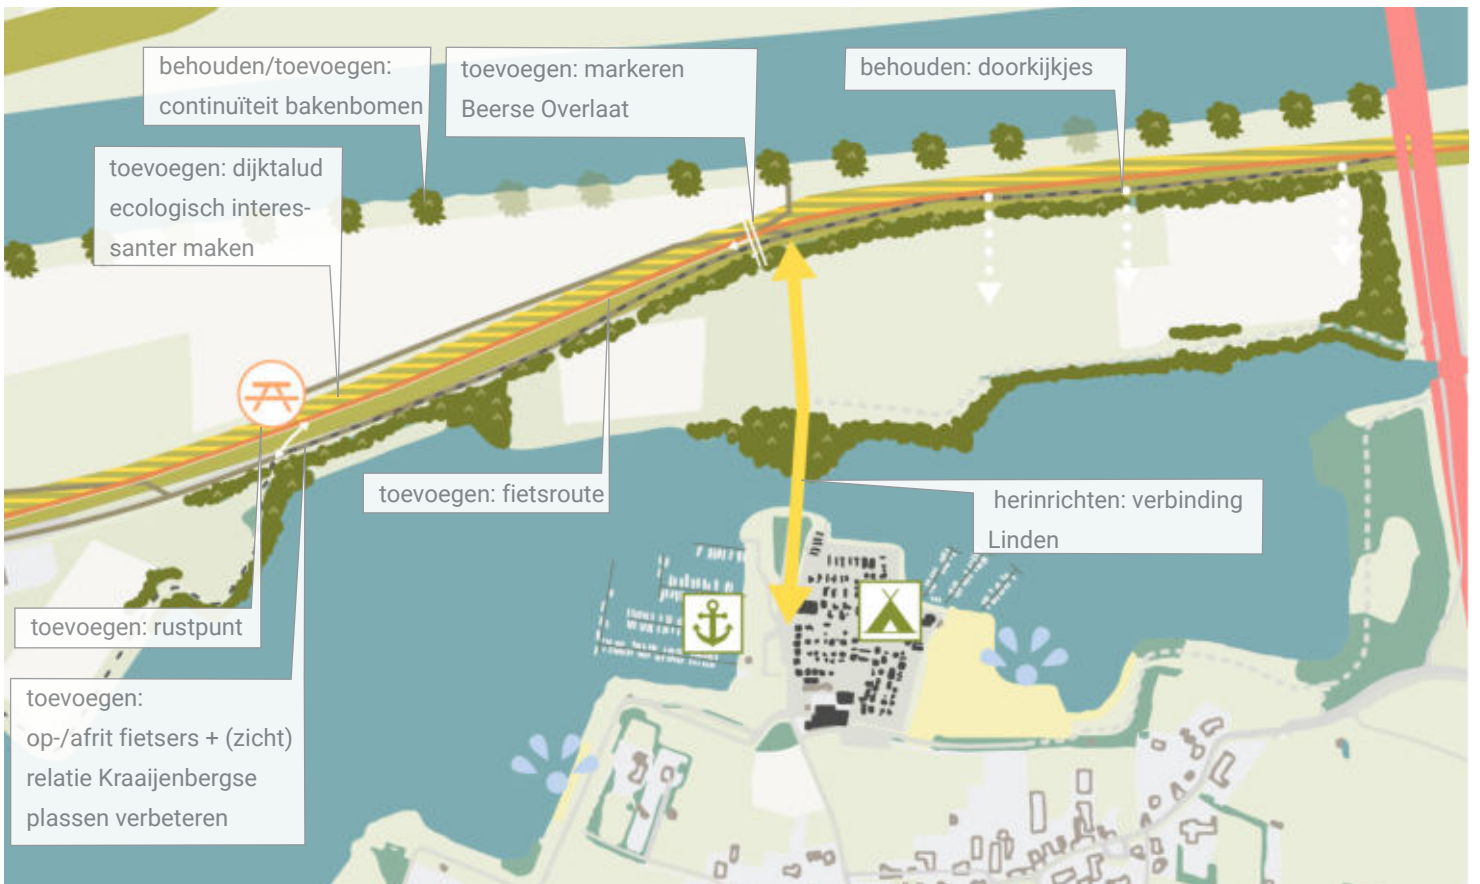 behouden/toevoegen:
continuïteit bakenbomen
toevoegen: markeren
Beerse Overlaat
behouden: doorkijkjes
toevoegen: dijktalud
ecologisch interes-
santer maken
toevoegen: fietsroute
herinrichten: verbinding
Linden
toevoegen: rustpunt
toevoegen:
op-/afrit fietsers + (zicht)
relatie Kraaijenbergse
plassen verbeteren